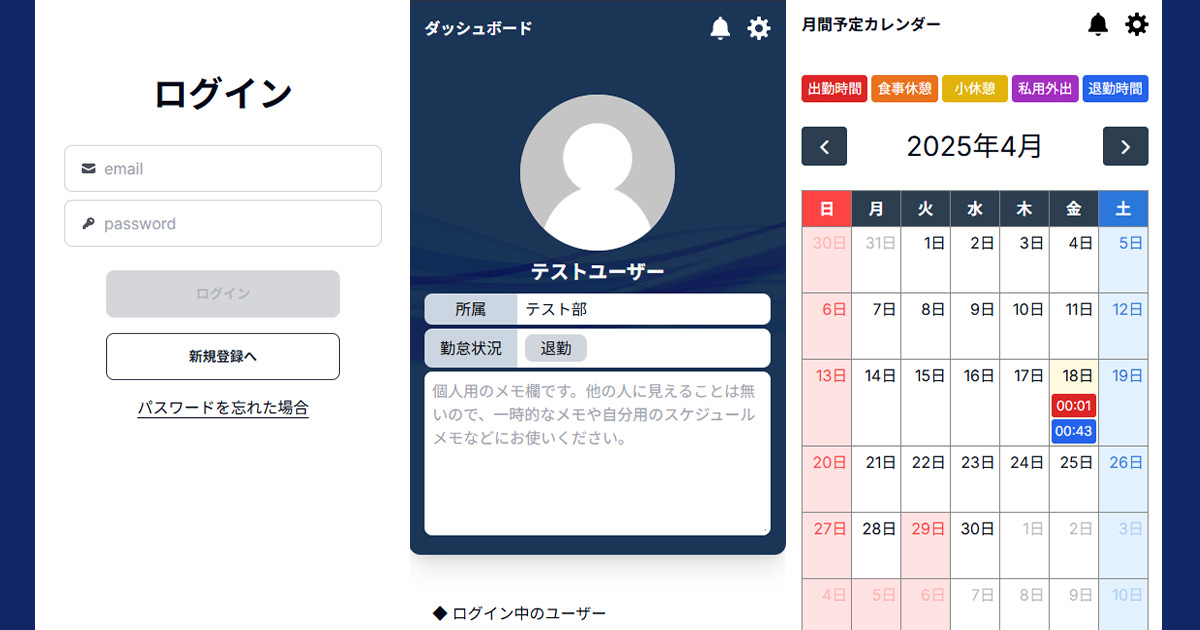 ログイン
email
password
ログイン
新規登録へ
パスワードを忘れた場合
ダッシュボード
テストユーザー
所属 テスト部
勤怠状況 退勤
個人用のメモ欄です。他の人に見えることは無
いので、一時的なメモや自分用のスケジュール
メモなどにお使いください。
◆ ログイン中のユーザー
月間予定カレンダー
出勤時間 食事休憩 小休憩 私用外出 退勤時間
2025年4月
日 月 火 水 木 金 土
30日 31日 1日 2日 3日 4日 5日
6日 7日 8日 9日 10日 11日 12日
13日 14日 15日 16日 17日 18日 19日
00:01
00:43
20日 21日 22日 23日 24日 25日 26日
27日 28日 29日 30日 1日 2日 3日
4日 5日 6日 7日 8日 9日 10日